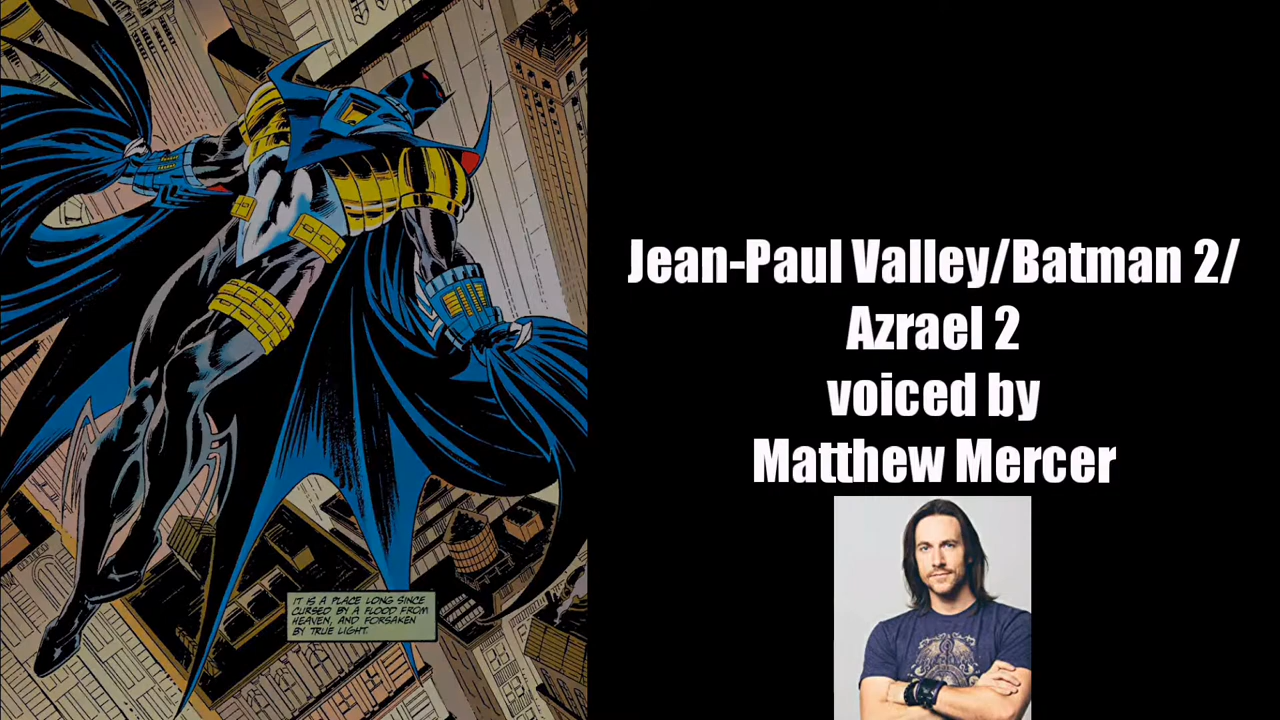 Jean-Paul Valley/Batman 2/
Azrael 2
voiced by
Matthew Mercer
IT IS A PLACE LONG SINCE
CURSED BY A FLOOD FROM
HEAVEN, AND FORSAKEN
BY TRUE LIGHT.